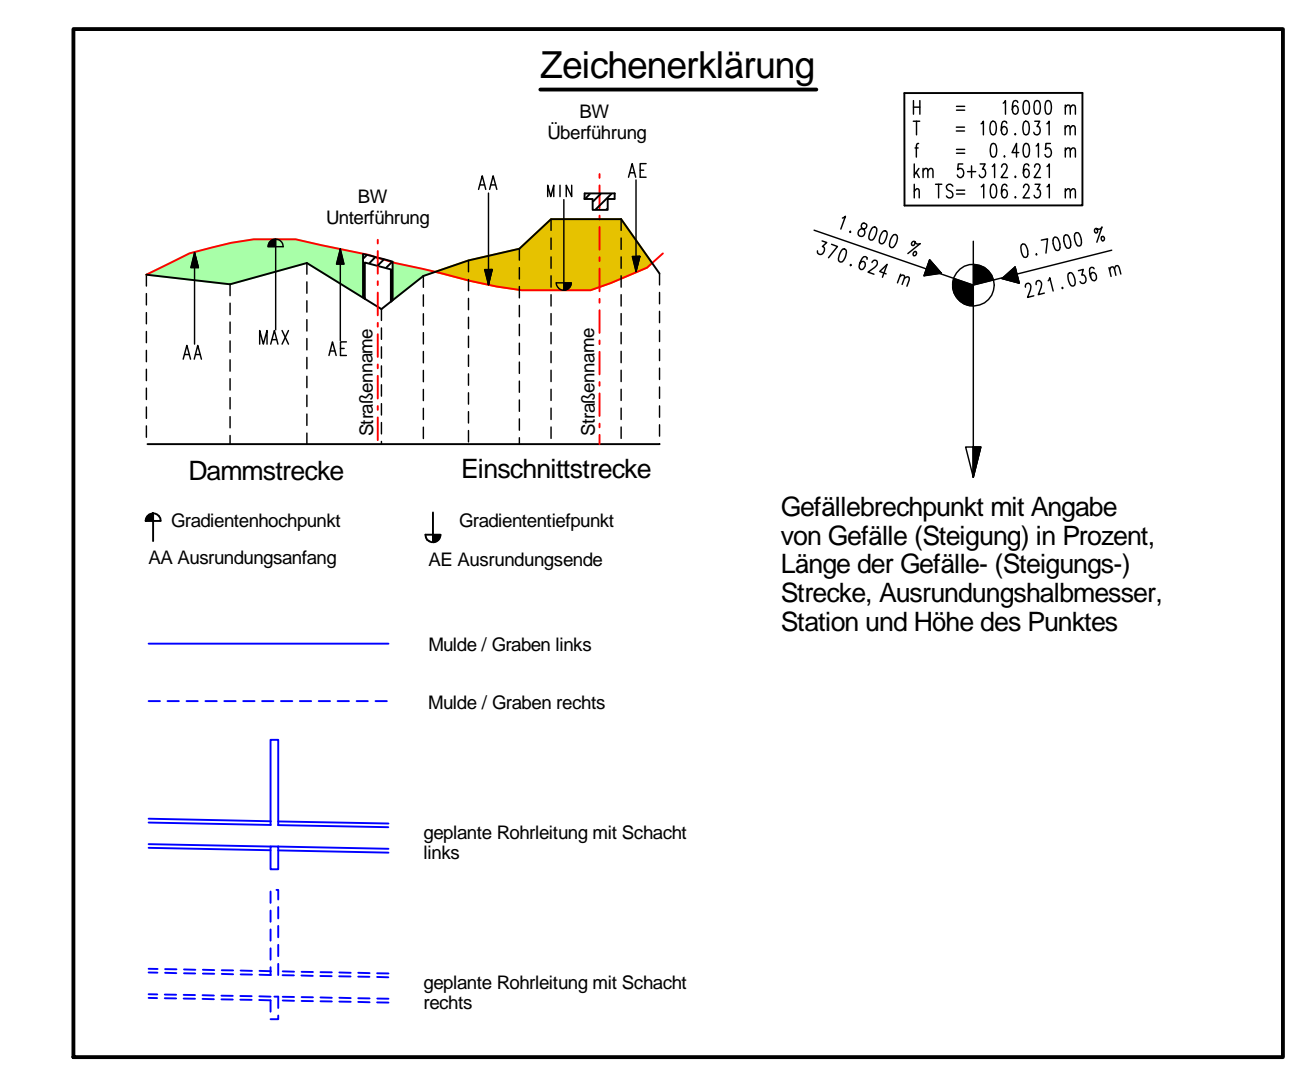 Zeichenerklärung
BW
Überführung
BW
Unterführung
AA
MIN
AE
AA
MAX
AE
Straßenname
Straßenname
Dammstrecke
Einschnittstrecke
Gradientenhochpunkt
Gradiententiefpunkt
AA Ausrundungsanfang
AE Ausrundungsende
Mulde / Graben links
Mulde / Graben rechts
geplante Rohrleitung mit Schacht
links
geplante Rohrleitung mit Schacht
rechts
H = 16000 m
T = 106.031 m
f = 0.4015 m
km 5+312.621
h TS= 106.231 m
1.8000 %
370.624 m
0.7000 %
221.036 m
Gefällebrechpunkt mit Angabe
von Gefälle (Steigung) in Prozent,
Länge der Gefälle- (Steigungs-)
Strecke, Ausrundungshalbmesser,
Station und Höhe des Punktes